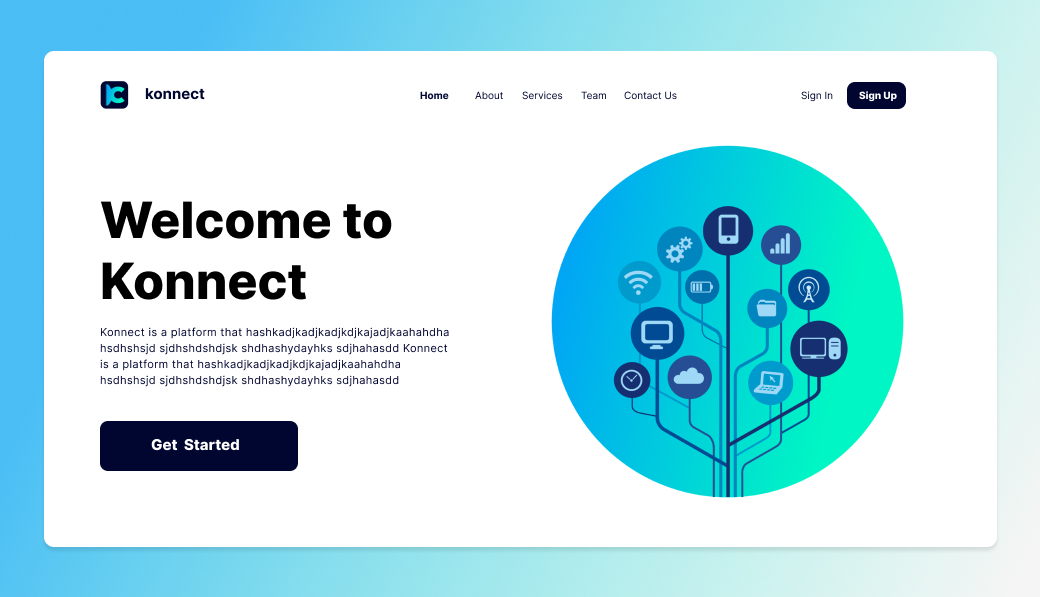 konnect
Home About Services Team Contact Us
Sign In Sign Up
Welcome to
Konnect
Konnect is a platform that hashkadjkadjkadjkdjkajadjkaahahdha
hsdhshsjd sjdhshdshdjsk shdhashydayhks sdjhahasdd Konnect
is a platform that hashkadjkadjkadjkdjkajadjkaahahdha
hsdhshsjd sjdhshdshdjsk shdhashydayhks sdjhahasdd
Get Started